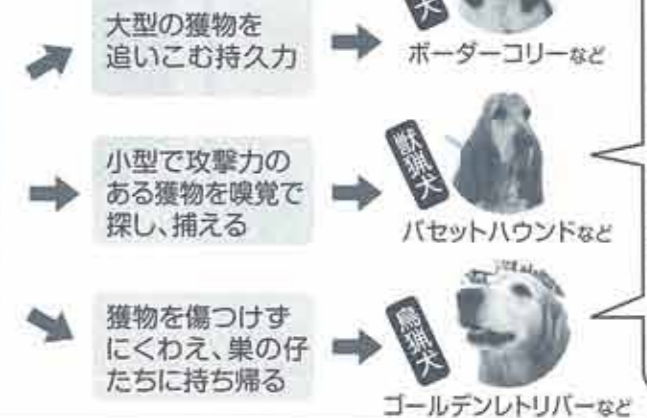 大型の獲物を
追いこむ持久力
犬
ボーダーコリーなど
小型で攻撃力の
ある獲物を嗅覚で
探し、捕える
獣猟犬
バセットハウンドなど
獲物を傷つけず
にくわえ、巣の仔
たちに持ち帰る
鳥猟犬
ゴールデンレトリバーなど